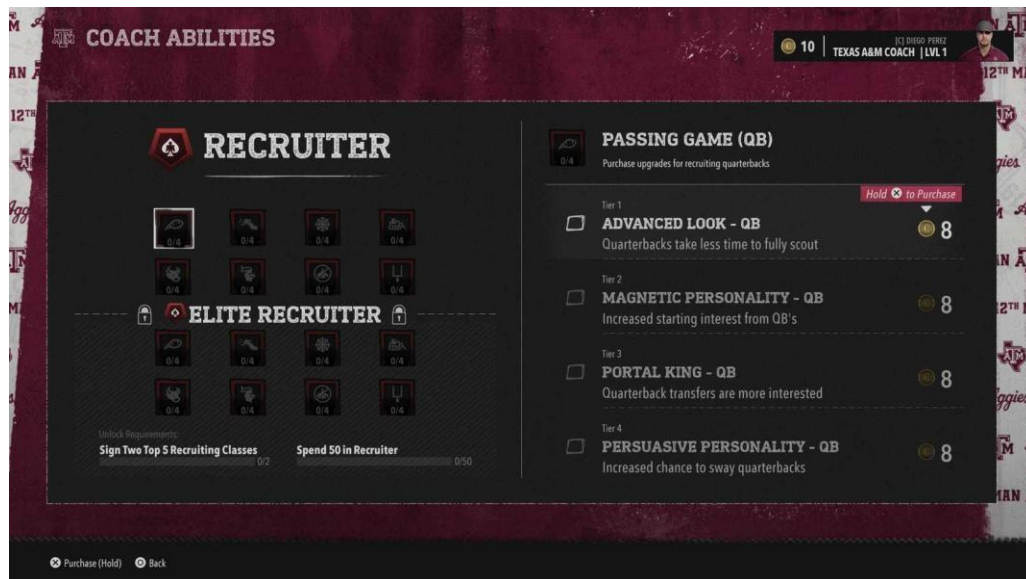 COACH ABILITIES
10
[C] DIEGO PEREZ
TEXAS A&M COACH | LVL 1
RECRUITER
0/4 0/4 0/4 0/4
0/4 0/4 0/4 0/4
ELITE RECRUITER
0/4 0/4 0/4 0/4
0/4 0/4 0/4 0/4
Unlock Requirements:
Sign Two Top 5 Recruiting Classes
0/2
Spend 50 in Recruiter
0/50
0/4
PASSING GAME (QB)
Purchase upgrades for recruiting quarterbacks
Hold ⓧ to Purchase
Tier 1
ADVANCED LOOK - QB
Quarterbacks take less time to fully scout
8
Tier 2
MAGNETIC PERSONALITY - QB
Increased starting interest from QB's
8
Tier 3
PORTAL KING - QB
Quarterback transfers are more interested
8
Tier 4
PERSUASIVE PERSONALITY - QB
Increased chance to sway quarterbacks
8
Purchase (Hold)
Back
12TH
12TH
gies